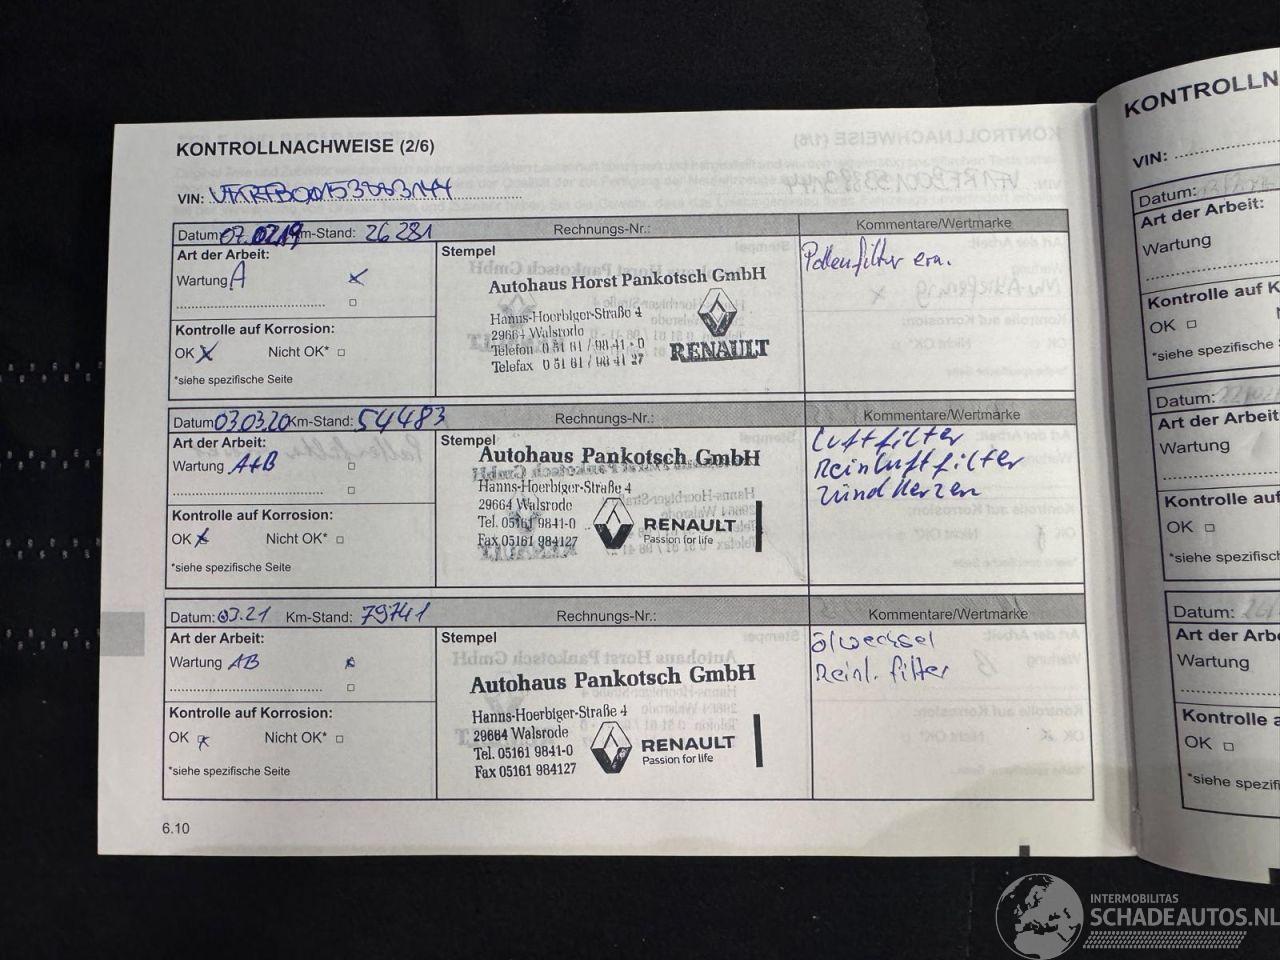 KONTROLLNACHWEISE (2/6)
VIN: VF1RFB00153883144
Datum: 07.02.19 Km-Stand: 26281 Rechnungs-Nr.: Kommentare/Wertmarke
Art der Arbeit:
Wartung A x
Kontrolle auf Korrosion:
OK x Nicht OK* □
*siehe spezifische Seite
Stempel
Autohaus Horst Pankotsch GmbH
Hanns-Hoerbiger-Straße 4
29664 Walsrode
Telefon 0 51 61 / 98 41 - 0
Telefax 0 51 61 / 98 41 27
RENAULT
Pollenfilter ern.
Datum: 03.03.20 Km-Stand: 54483 Rechnungs-Nr.: Kommentare/Wertmarke
Art der Arbeit:
Wartung A+B □
Kontrolle auf Korrosion:
OK x Nicht OK* □
*siehe spezifische Seite
Stempel
Autohaus Pankotsch GmbH
Hanns-Hoerbiger-Straße 4
29664 Walsrode
Tel. 05161 9841-0
Fax 05161 984127
RENAULT
Passion for life
Luftfilter
Reinluftfilter
Zündkerzen
Datum: 03.21 Km-Stand: 79741 Rechnungs-Nr.: Kommentare/Wertmarke
Art der Arbeit:
Wartung AB x
Kontrolle auf Korrosion:
OK x Nicht OK* □
*siehe spezifische Seite
Stempel
Autohaus Pankotsch GmbH
Hanns-Hoerbiger-Straße 4
29664 Walsrode
Tel. 05161 9841-0
Fax 05161 984127
RENAULT
Passion for life
Ölwechsel
Reinl. filter
6.10
KONTROLLN
VIN:
Datum:
Art der Arbeit:
Wartung
Kontrolle auf K
OK □
*siehe spezifische
Datum:
Art der Arbeit
Wartung
Kontrolle auf
OK □
*siehe spezifisch
Datum:
Art der Arbe
Wartung
Kontrolle a
OK □
*siehe spezifi
INTERMOBILITAS
SCHADEAUTOS.NL